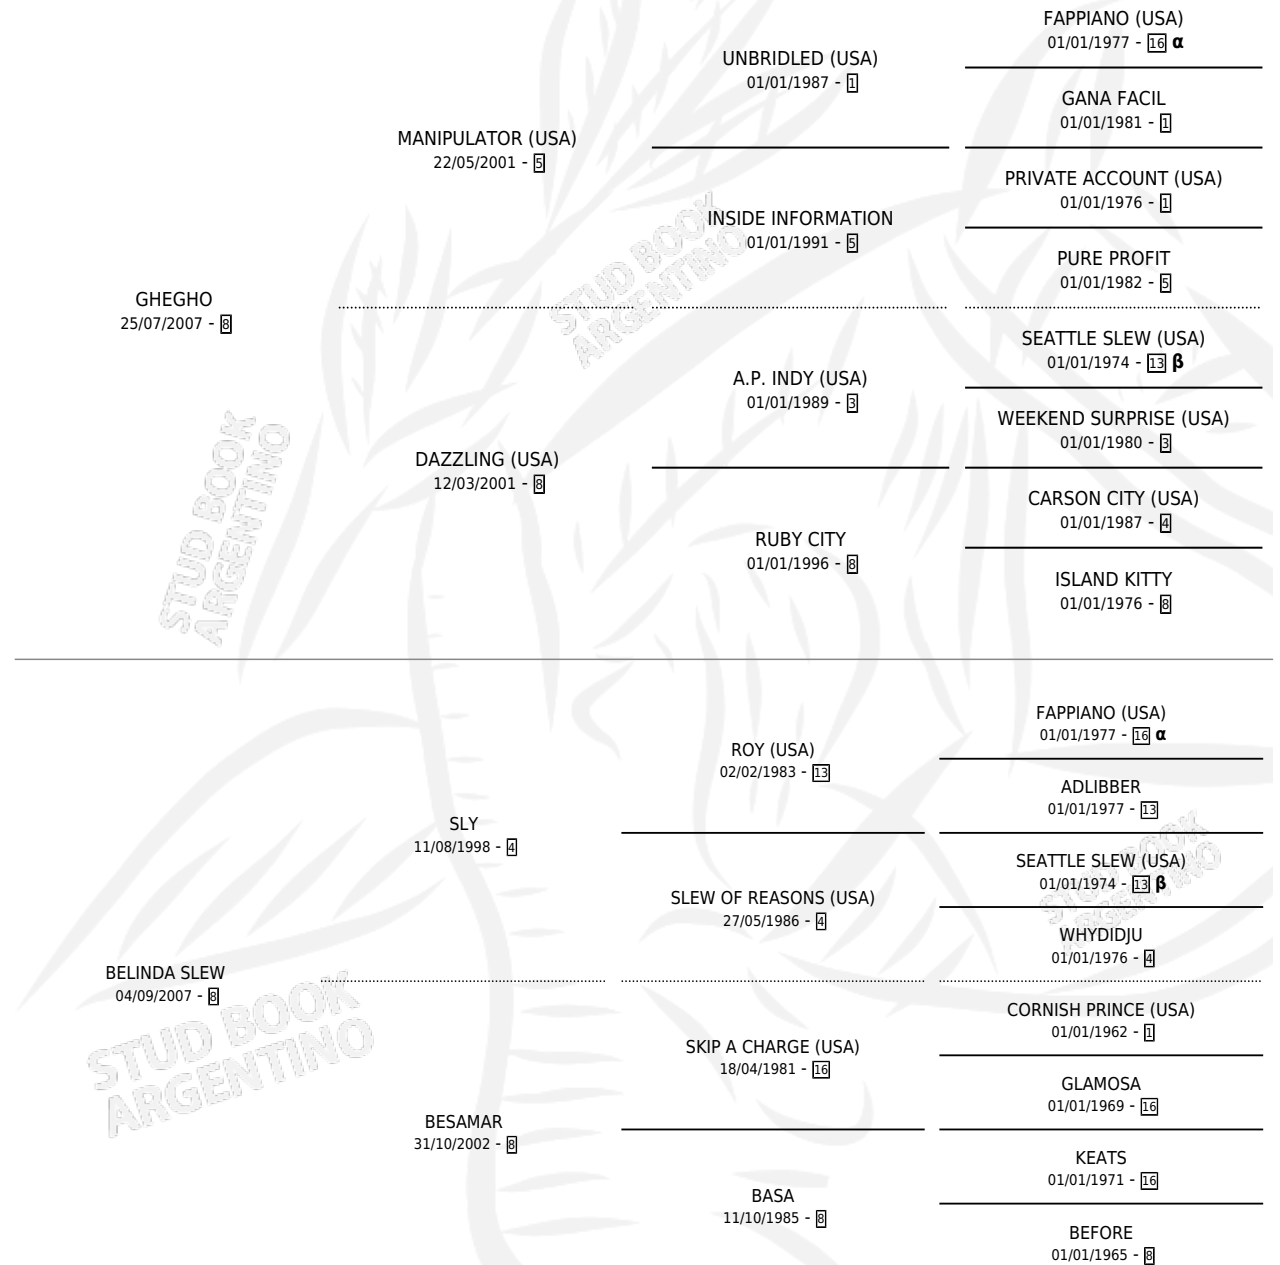 FAPPIANO (USA)
01/01/1977 - 16 α
UNBRIDLED (USA)
01/01/1987 - 1
GANA FACIL
01/01/1981 - 1
MANIPULATOR (USA)
22/05/2001 - 5
PRIVATE ACCOUNT (USA)
01/01/1976 - 1
INSIDE INFORMATION
01/01/1991 - 5
PURE PROFIT
01/01/1982 - 5
GHEGHO
25/07/2007 - 8
SEATTLE SLEW (USA)
01/01/1974 - 13 β
A.P. INDY (USA)
01/01/1989 - 3
WEEKEND SURPRISE (USA)
01/01/1980 - 3
DAZZLING (USA)
12/03/2001 - 8
CARSON CITY (USA)
01/01/1987 - 4
RUBY CITY
01/01/1996 - 8
ISLAND KITTY
01/01/1976 - 8
FAPPIANO (USA)
01/01/1977 - 16 α
ROY (USA)
02/02/1983 - 13
ADLIBBER
01/01/1977 - 13
SLY
11/08/1998 - 4
SEATTLE SLEW (USA)
01/01/1974 - 13 β
SLEW OF REASONS (USA)
27/05/1986 - 4
WHYDIDJU
01/01/1976 - 4
BELINDA SLEW
04/09/2007 - 8
CORNISH PRINCE (USA)
01/01/1962 - 1
SKIP A CHARGE (USA)
18/04/1981 - 16
GLAMOSA
01/01/1969 - 16
BESAMAR
31/10/2002 - 8
KEATS
01/01/1971 - 16
BASA
11/10/1985 - 8
BEFORE
01/01/1965 - 8
STUD BOOK
ARGENTINO
STUD BOOK
ARGENTINO
STUD BOOK
ARGENTINO
STUD BOOK
ARGENTINO